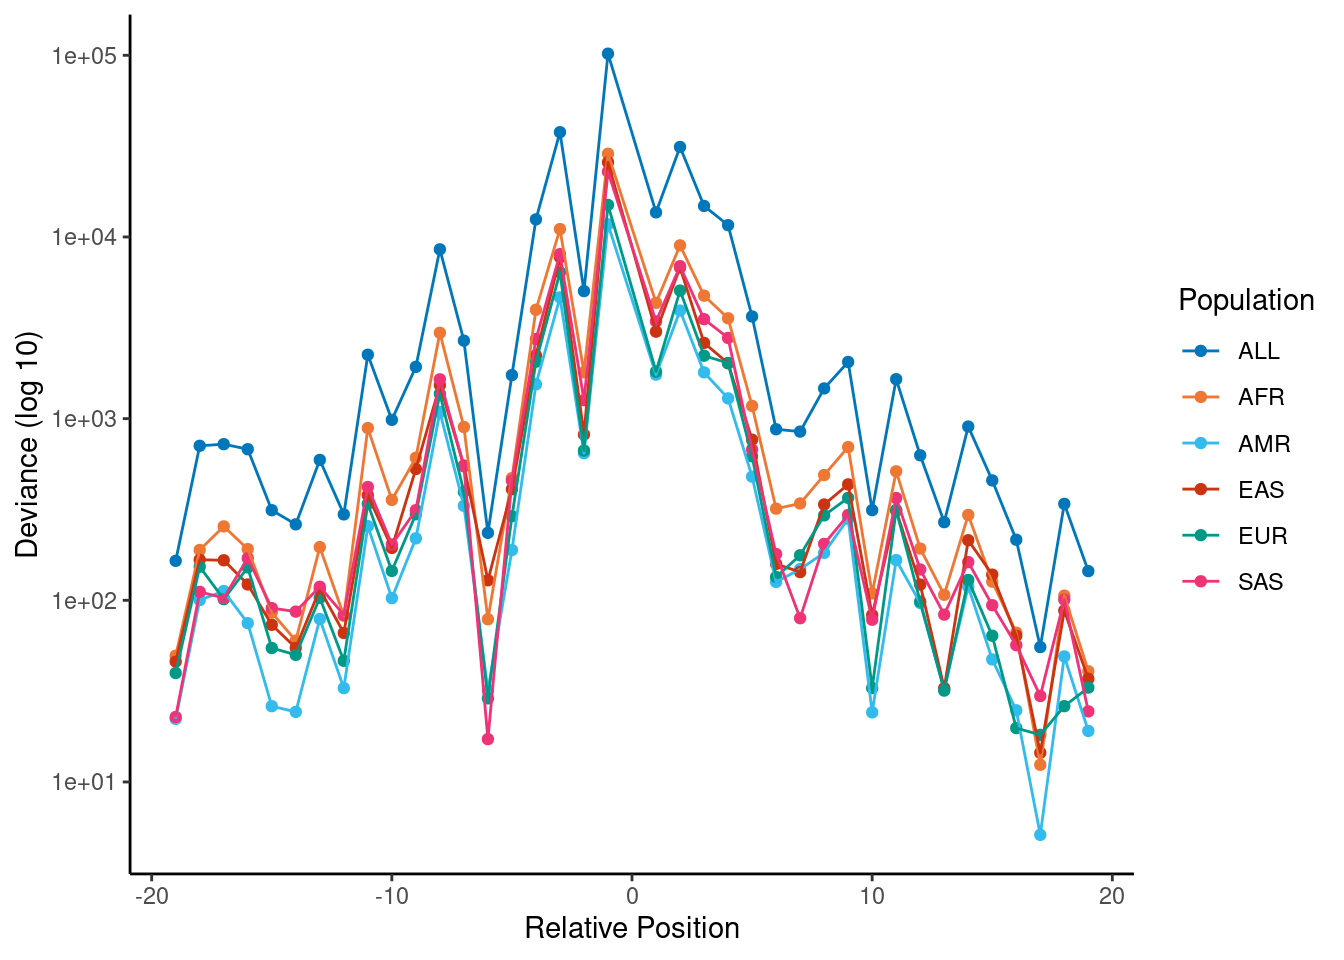 1e+05
1e+04
1e+03
1e+02
1e+01
Deviance (log 10)
-20
-10
0
10
20
Relative Position
Population
ALL
AFR
AMR
EAS
EUR
SAS